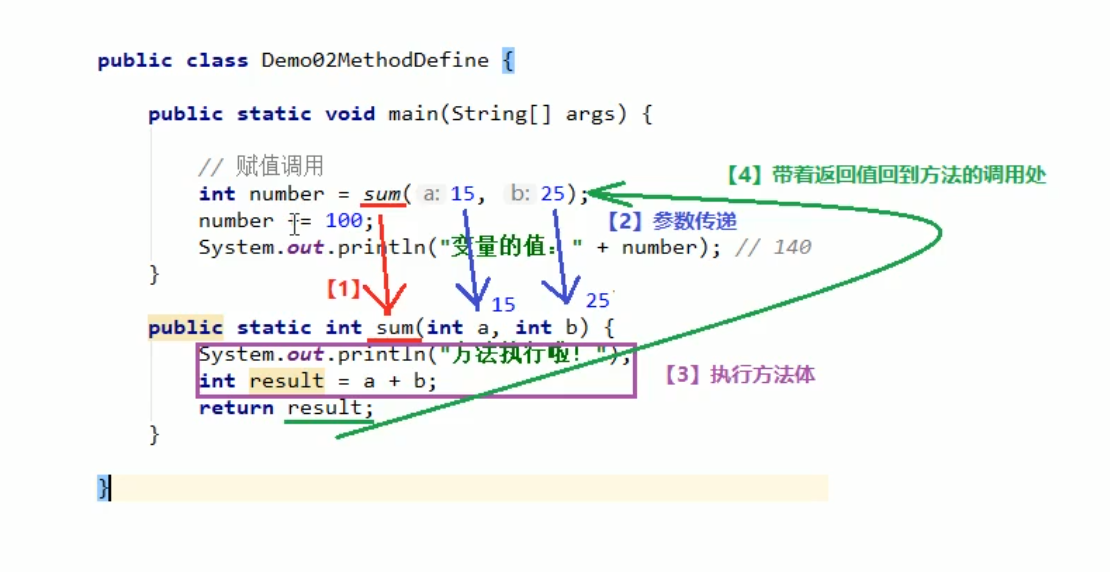 public class Demo02MethodDefine {
public static void main(String[] args) {
// 赋值调用
【4】带着返回值回到方法的调用处
int number = sum( a: 15, b: 25);
number += 100;
【2】参数传递
System.out.println("变量的值：" + number); // 140
}
【1】
15
25
public static int sum(int a, int b) {
System.out.println("方法执行啦！");
int result = a + b;
【3】执行方法体
return result;
}
}